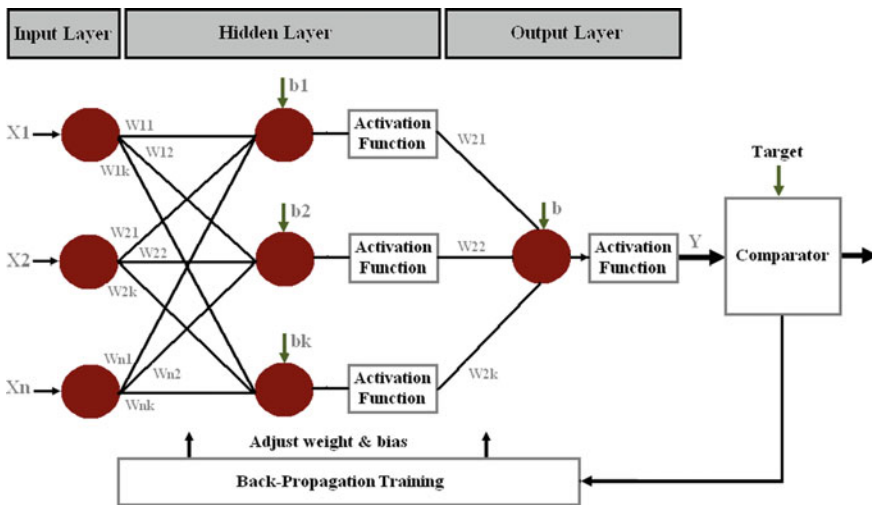 Input Layer
Hidden Layer
Output Layer
b1
X1
W11
W12
W1k
Activation
Function
W21
Target
b2
b
X2
W21
W22
W2k
Activation
Function
W22
Activation
Function
Y
Comparator
bk
Xn
Wn1
Wn2
Wnk
Activation
Function
W2k
Adjust weight & bias
Back-Propagation Training